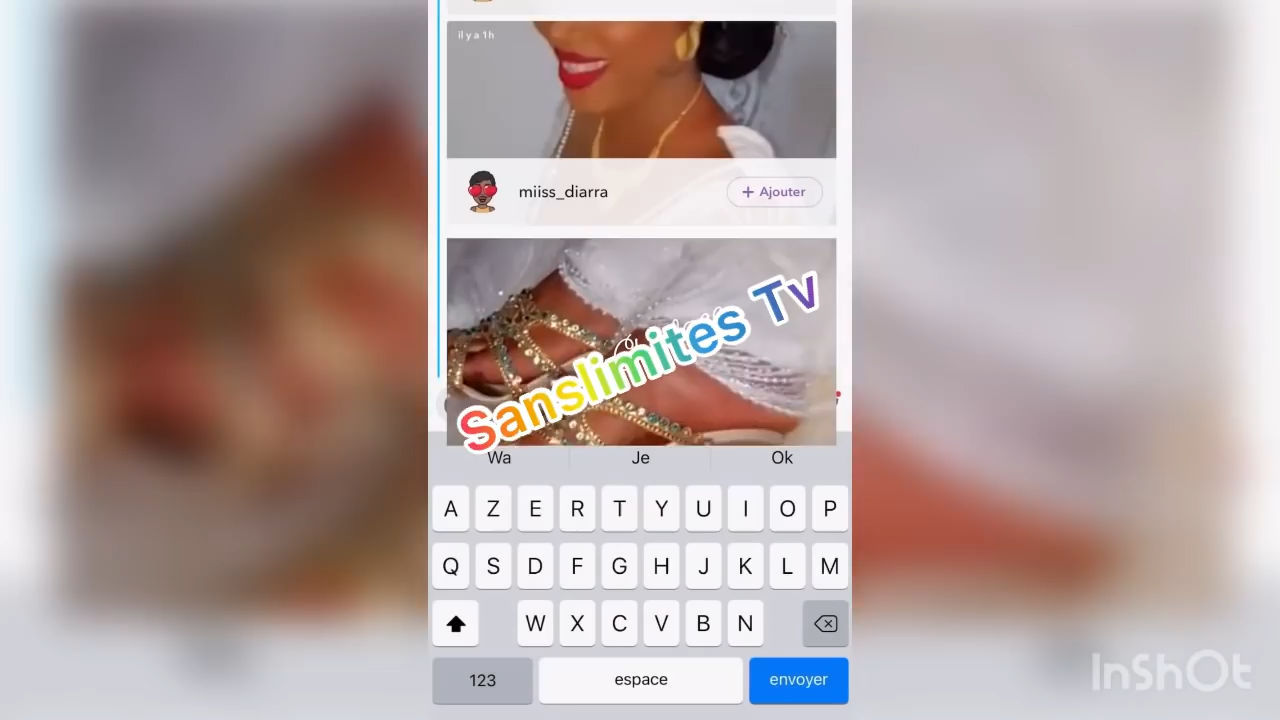 il y a 1h
miiss_diarra
+ Ajouter
Sanslimites Tv
Wa Je Ok
A Z E R T Y U I O P
Q S D F G H J K L M
W X C V B N
123 espace envoyer
InShOt